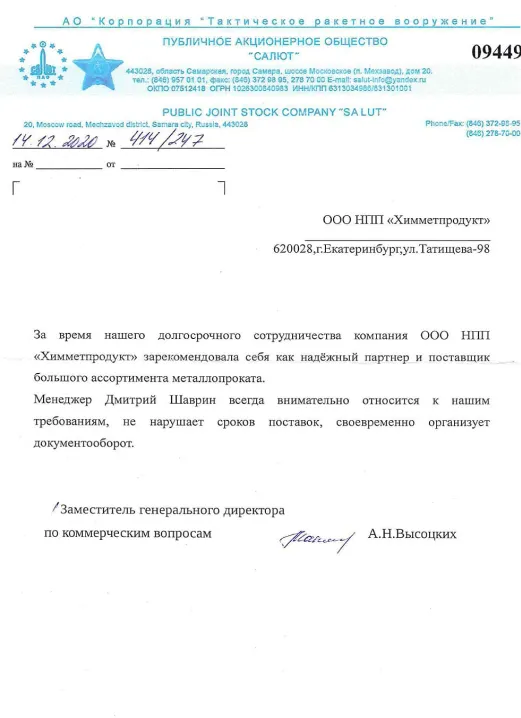 АО "Корпорация "Тактическое ракетное вооружение"
ПУБЛИЧНОЕ АКЦИОНЕРНОЕ ОБЩЕСТВО
"САЛЮТ"
09449
443028, область Самарская, город Самара, шоссе Московское (п. Мехзавод), дом 20.
тел.: (846) 957 01 01, факс: (846) 372 98 95, 278 70 00 E-mail: salut-info@yandex.ru
ОКПО 07512418 ОГРН 1026300840983 ИНН/КПП 6313034986/631301001
PUBLIC JOINT STOCK COMPANY "SALUT"
20, Moscow road, Mechzavod district, Samara city, Russia, 443028
Phone/Fax: (846) 372-98-95
(846) 278-70-00
14.12.2020 № 414/247
на № от
ООО НПП «Химметпродукт»
620028,г.Екатеринбург,ул.Татищева-98
За время нашего долгосрочного сотрудничества компания ООО НПП
«Химметпродукт» зарекомендовала себя как надёжный партнер и поставщик
большого ассортимента металлопроката.
Менеджер Дмитрий Шаврин всегда внимательно относится к нашим
требованиям, не нарушает сроков поставок, своевременно организует
документооборот.
Заместитель генерального директора
по коммерческим вопросам А.Н.Высоцких